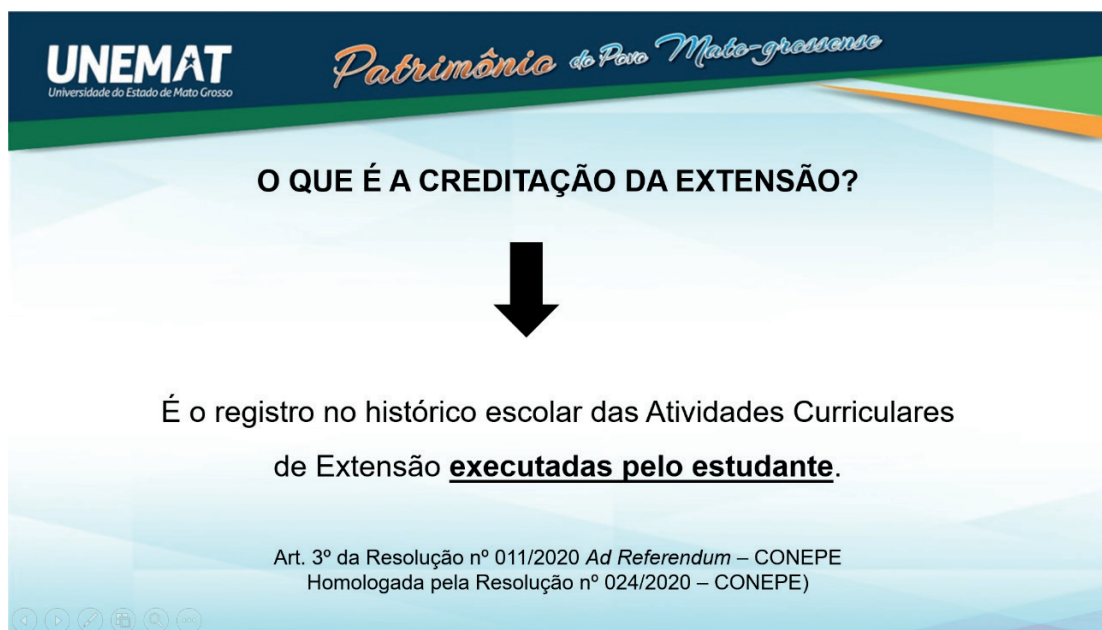 UNEMAT
Universidade do Estado de Mato Grosso
Patrimônio do Povo Mato-grossense
O QUE É A CREDITAÇÃO DA EXTENSÃO?
É o registro no histórico escolar das Atividades Curriculares
de Extensão executadas pelo estudante.
Art. 3º da Resolução nº 011/2020 Ad Referendum – CONEPE
Homologada pela Resolução nº 024/2020 – CONEPE)